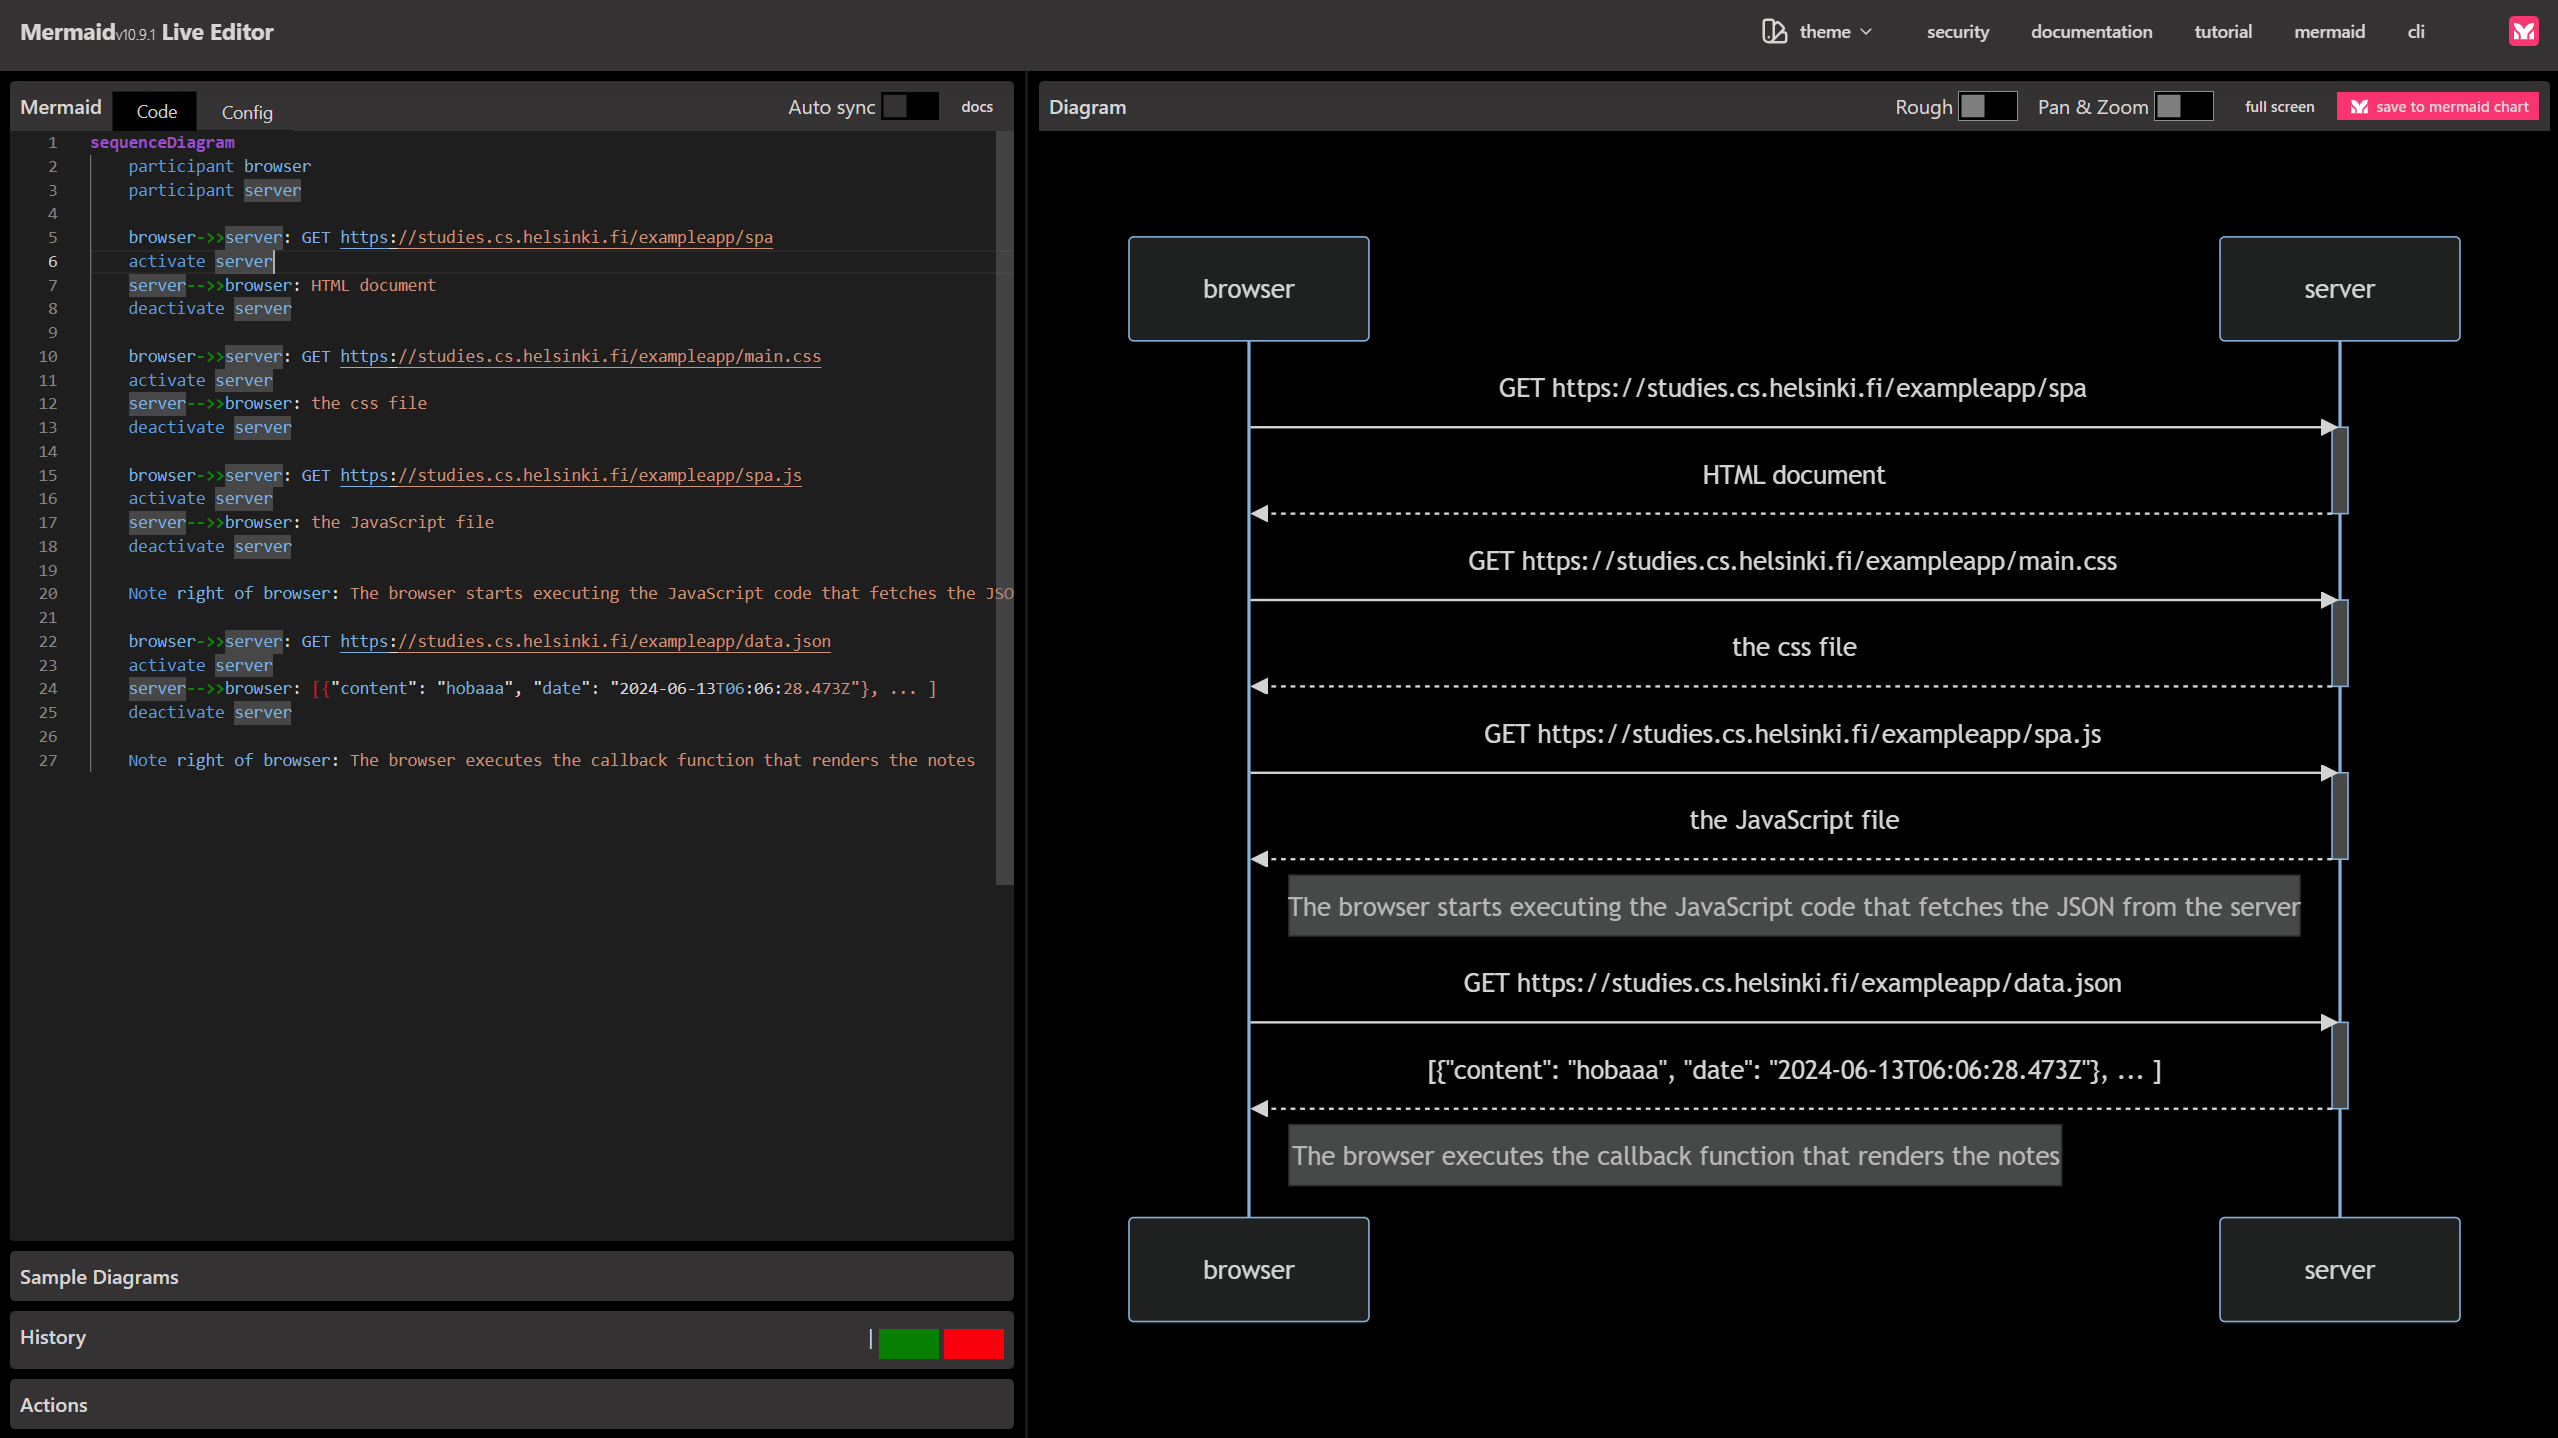 Mermaidv10.9.1 Live Editor
theme
security
documentation
tutorial
mermaid
cli
Mermaid
Code
Config
Auto sync
docs
1 sequenceDiagram
2 participant browser
3 participant server
4
5 browser->>server: GET https://studies.cs.helsinki.fi/exampleapp/spa
6 activate server
7 server-->>browser: HTML document
8 deactivate server
9
10 browser->>server: GET https://studies.cs.helsinki.fi/exampleapp/main.css
11 activate server
12 server-->>browser: the css file
13 deactivate server
14
15 browser->>server: GET https://studies.cs.helsinki.fi/exampleapp/spa.js
16 activate server
17 server-->>browser: the JavaScript file
18 deactivate server
19
20 Note right of browser: The browser starts executing the JavaScript code that fetches the JSO
21
22 browser->>server: GET https://studies.cs.helsinki.fi/exampleapp/data.json
23 activate server
24 server-->>browser: [{"content": "hobaaa", "date": "2024-06-13T06:06:28.473Z"}, ... ]
25 deactivate server
26
27 Note right of browser: The browser executes the callback function that renders the notes
Sample Diagrams
History
|
Actions
Diagram
Rough
Pan & Zoom
full screen
save to mermaid chart
browser
server
GET https://studies.cs.helsinki.fi/exampleapp/spa
HTML document
GET https://studies.cs.helsinki.fi/exampleapp/main.css
the css file
GET https://studies.cs.helsinki.fi/exampleapp/spa.js
the JavaScript file
The browser starts executing the JavaScript code that fetches the JSON from the server
GET https://studies.cs.helsinki.fi/exampleapp/data.json
[{"content": "hobaaa", "date": "2024-06-13T06:06:28.473Z"}, ... ]
The browser executes the callback function that renders the notes
browser
server